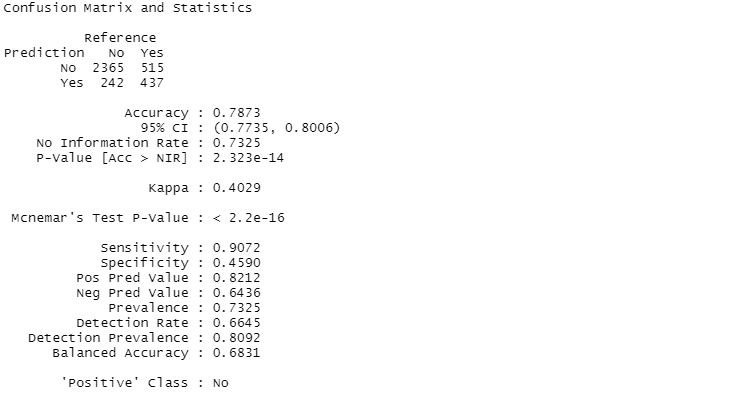 Confusion Matrix and Statistics
Reference
Prediction No Yes
No 2365 515
Yes 242 437
Accuracy : 0.7873
95% CI : (0.7735, 0.8006)
No Information Rate : 0.7325
P-Value [Acc > NIR] : 2.323e-14
Kappa : 0.4029
Mcnemar's Test P-Value : < 2.2e-16
Sensitivity : 0.9072
Specificity : 0.4590
Pos Pred Value : 0.8212
Neg Pred Value : 0.6436
Prevalence : 0.7325
Detection Rate : 0.6645
Detection Prevalence : 0.8092
Balanced Accuracy : 0.6831
'Positive' Class : No